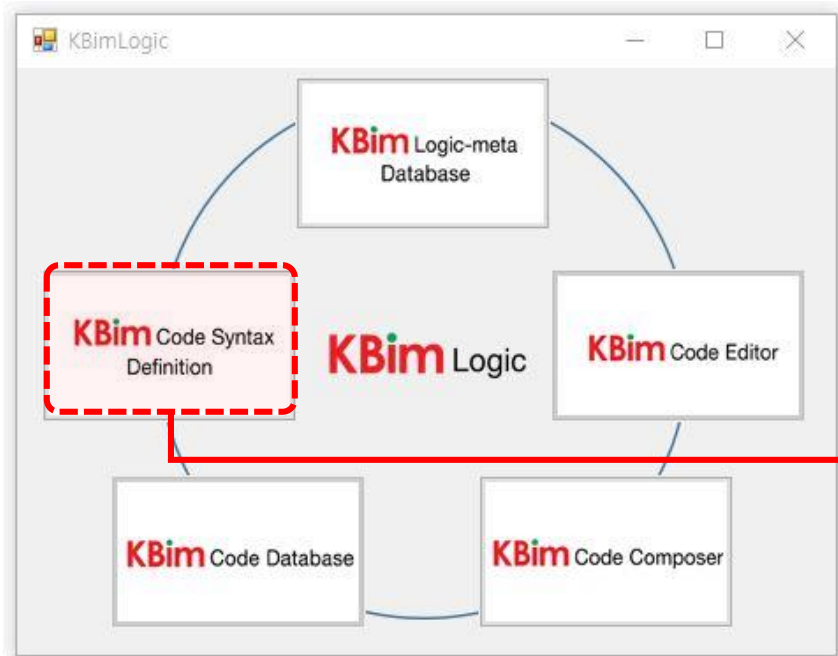 KBimLogic
KBim Logic-meta
Database
KBim Code Syntax
Definition
KBim Logic
KBim Code Editor
KBim Code Database
KBim Code Composer